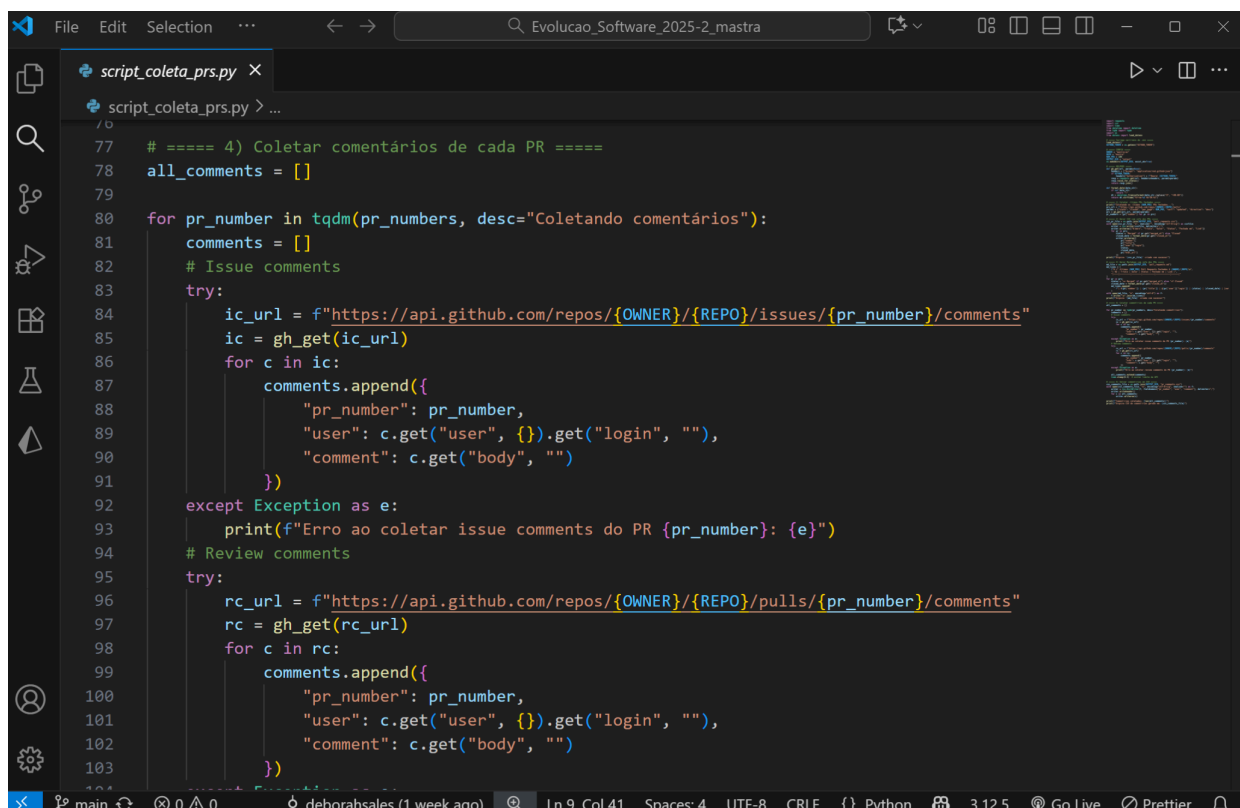 File Edit Selection ··· Evolucao_Software_2025-2_mastra
script_coleta_prs.py
script_coleta_prs.py > ...
76
77 # ===== 4) Coletar comentários de cada PR =====
78 all_comments = []
79
80 for pr_number in tqdm(pr_numbers, desc="Coletando comentários"):
81     comments = []
82     # Issue comments
83     try:
84         ic_url = f"https://api.github.com/repos/{OWNER}/{REPO}/issues/{pr_number}/comments"
85         ic = gh_get(ic_url)
86         for c in ic:
87             comments.append({
88                 "pr_number": pr_number,
89                 "user": c.get("user", {}).get("login", ""),
90                 "comment": c.get("body", "")
91             })
92     except Exception as e:
93         print(f"Erro ao coletar issue comments do PR {pr_number}: {e}")
94     # Review comments
95     try:
96         rc_url = f"https://api.github.com/repos/{OWNER}/{REPO}/pulls/{pr_number}/comments"
97         rc = gh_get(rc_url)
98         for c in rc:
99             comments.append({
100                 "pr_number": pr_number,
101                 "user": c.get("user", {}).get("login", ""),
102                 "comment": c.get("body", "")
103             })
104     except Exception as e:
main 0 0 deborahsales (1 week ago) Ln 9, Col 41 Spaces: 4 UTF-8 CRLF {} Python 3.12.5 Go Live Prettier